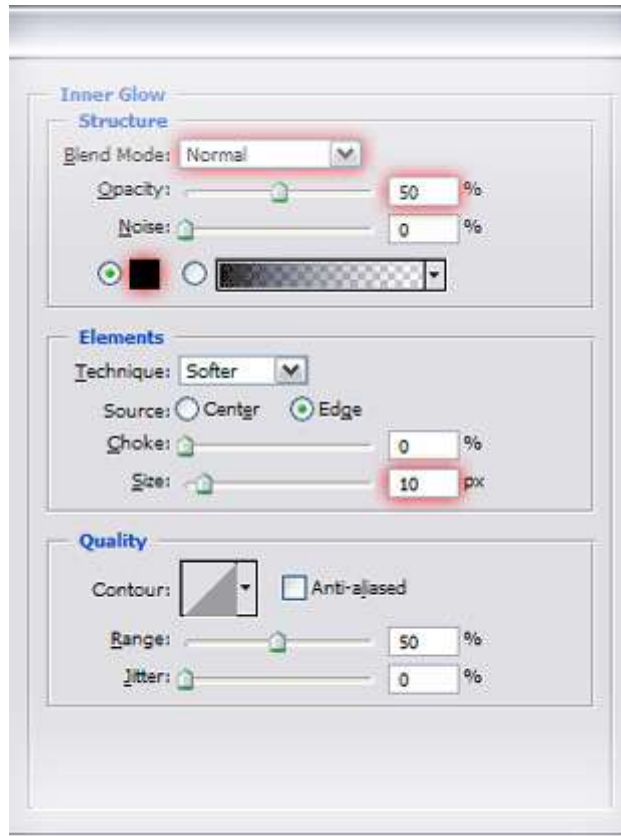 Inner Glow
Structure
Blend Mode: Normal
Opacity: 50 %
Noise: 0 %
Elements
Technique: Softer
Source: Center Edge
Choke: 0 %
Size: 10 px
Quality
Contour: Anti-aliased
Range: 50 %
Jitter: 0 %